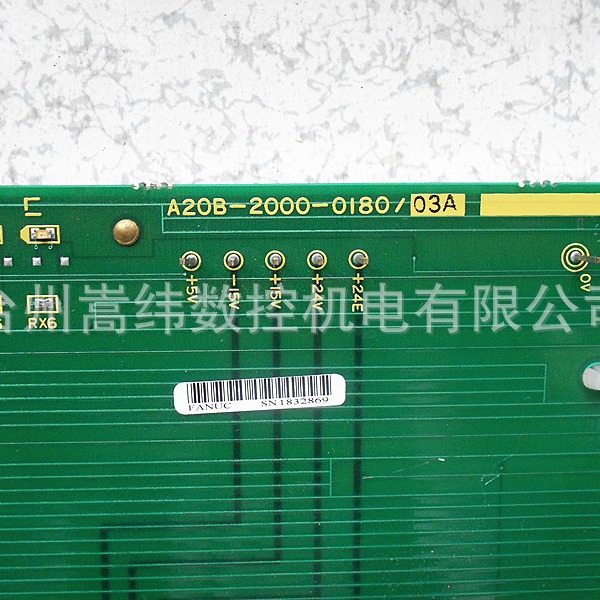 A20B-2000-0180/03A
L1
+5V
-15V
+15V
+24V
+24E
0V
RX6
州嵩纬数控机电有限公司
FANUC SN1832869